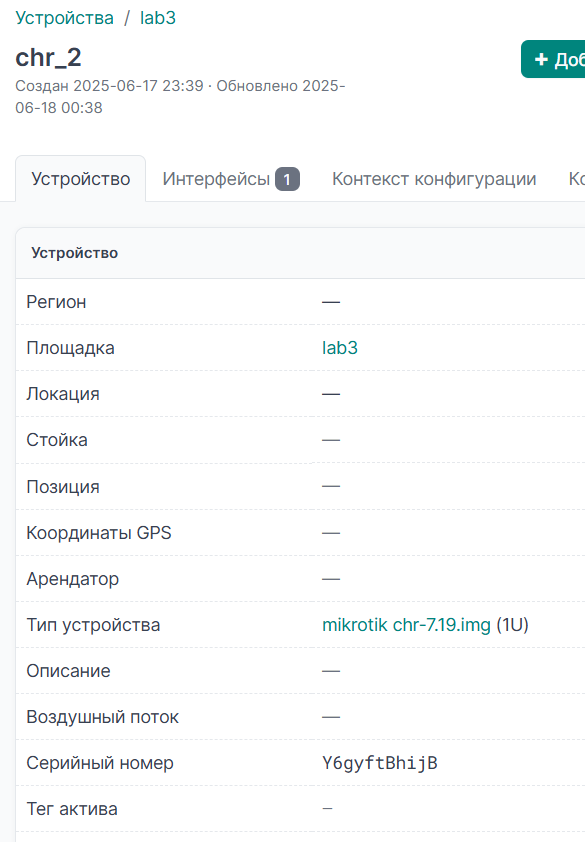 Устройства / lab3
chr_2
Создан 2025-06-17 23:39 · Обновлено 2025-
06-18 00:38
Устройство Интерфейсы 1 Контекст конфигурации
Устройство
Регион —
Площадка lab3
Локация —
Стойка —
Позиция —
Координаты GPS —
Арендатор —
Тип устройства mikrotik chr-7.19.img (1U)
Описание —
Воздушный поток —
Серийный номер Y6gyftBhijB
Тег актива –